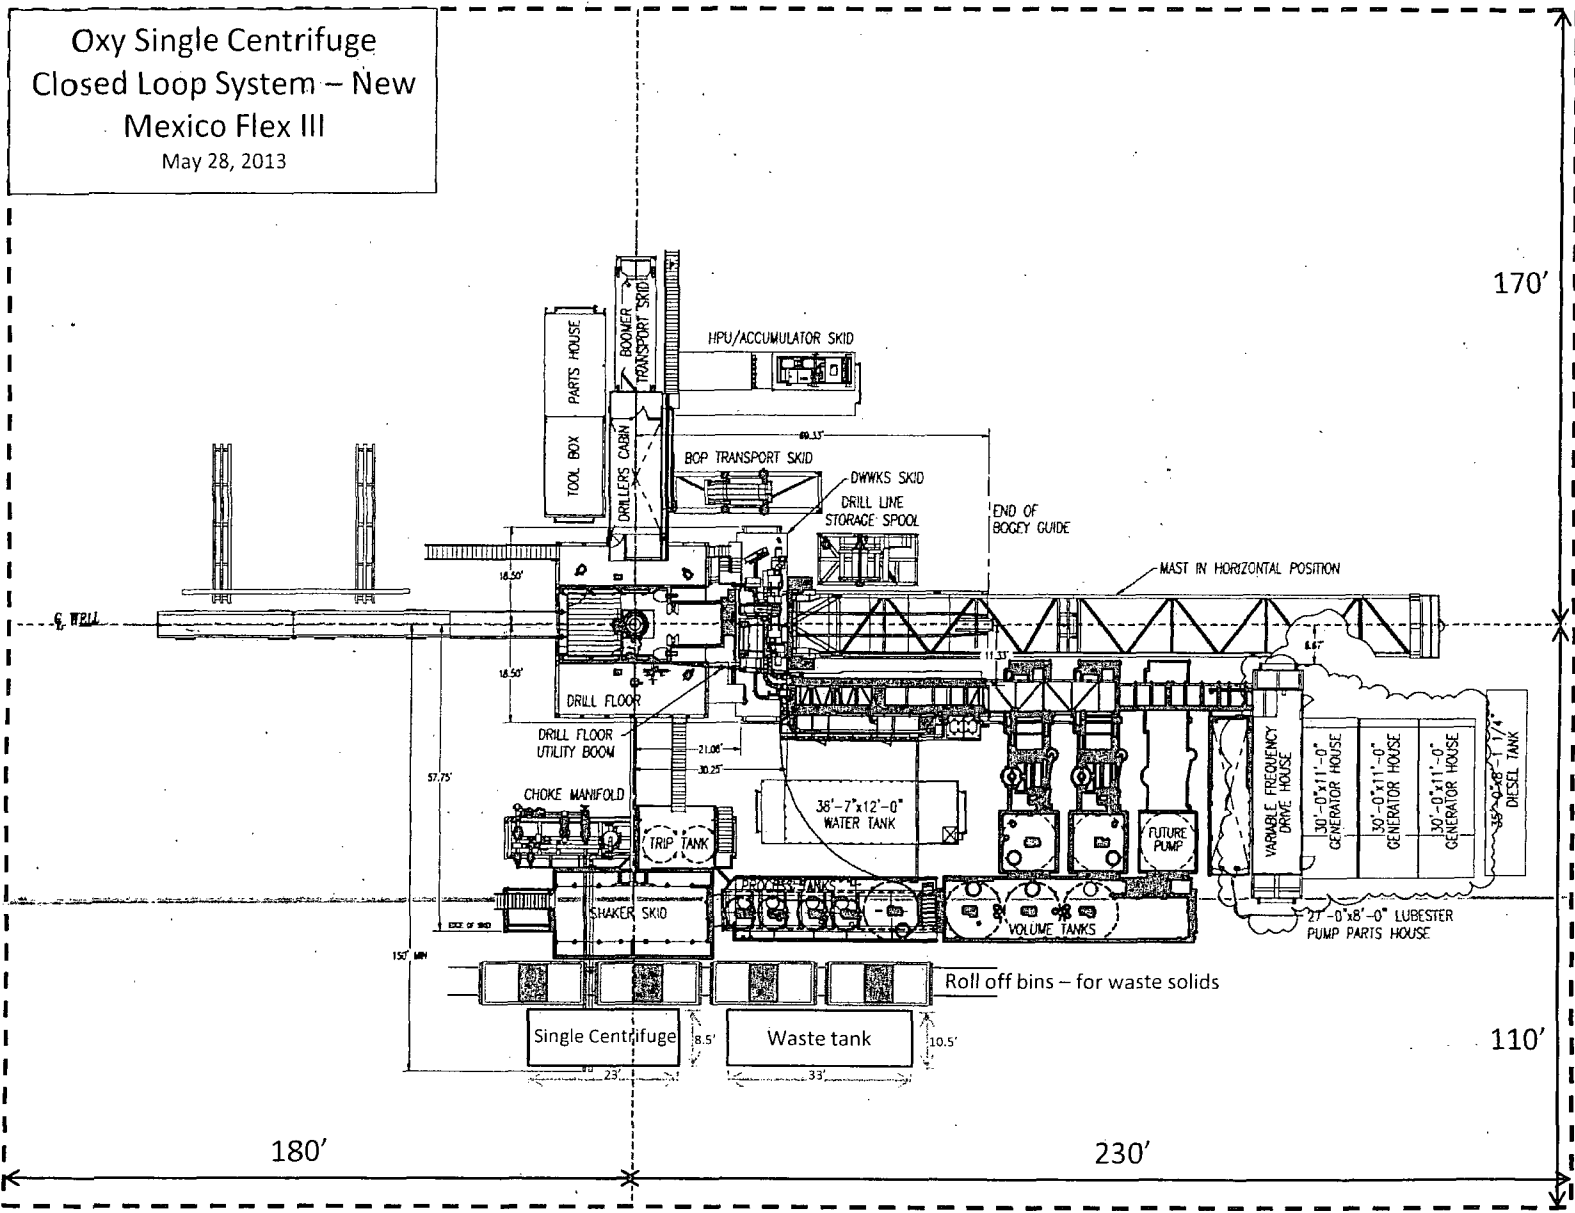 Oxy Single Centrifuge
Closed Loop System – New
Mexico Flex III
May 28, 2013
170'
BOOMER
TRANSPORT SKID
PARTS HOUSE
HPU/ACCUMULATOR SKID
TOOL BOX
DRILLERS CABIN
69.33'
BOP TRANSPORT SKID
DWWKS SKID
DRILL LINE
STORAGE SPOOL
END OF
BOGEY GUIDE
18.50'
MAST IN HORIZONTAL POSITION
WELL
8.67'
11.33'
18.50'
DRILL FLOOR
DRILL FLOOR
UTILITY BOOM
21.08'
30.25'
57.75'
CHOKE MANIFOLD
38'-7"x12'-0"
WATER TANK
TRIP TANK
FUTURE
PUMP
VARIABLE FREQUENCY
DRIVE HOUSE
30'-0"x11'-0"
GENERATOR HOUSE
30'-0"x11'-0"
GENERATOR HOUSE
30'-0"x11'-0"
GENERATOR HOUSE
35'-0"x8'-1 1/4"
DIESEL TANK
PROCESS TANKS
SHAKER SKID
VOLUME TANKS
27'-0"x8'-0" LUBESTER
PUMP PARTS HOUSE
EDGE OF
150' MIN
Roll off bins – for waste solids
Single Centrifuge
8.5'
Waste tank
10.5'
23'
33'
110'
180'
230'